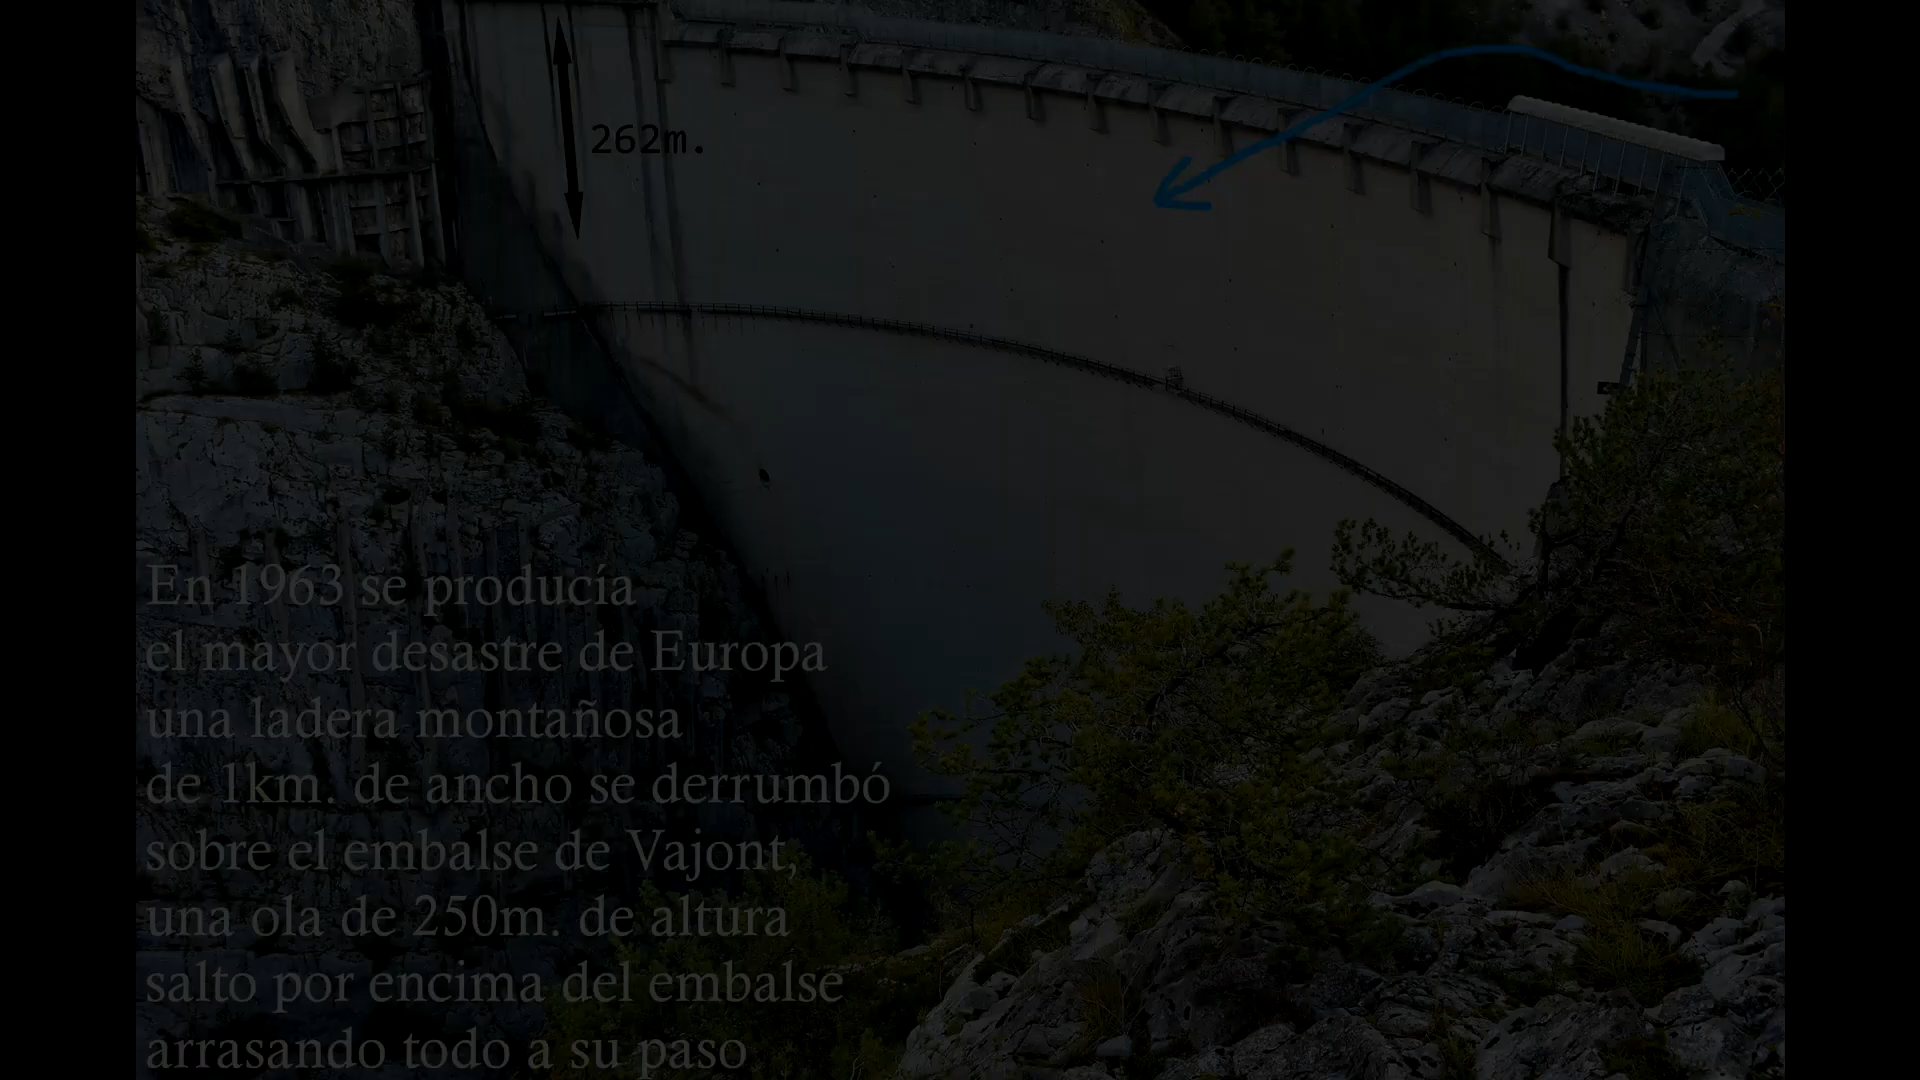 262m.
En 1963 se producía
el mayor desastre de Europa
una ladera montañosa
de 1km. de ancho se derrumbó
sobre el embalse de Vajont,
una ola de 250m. de altura
salto por encima del embalse
arrasando todo a su paso